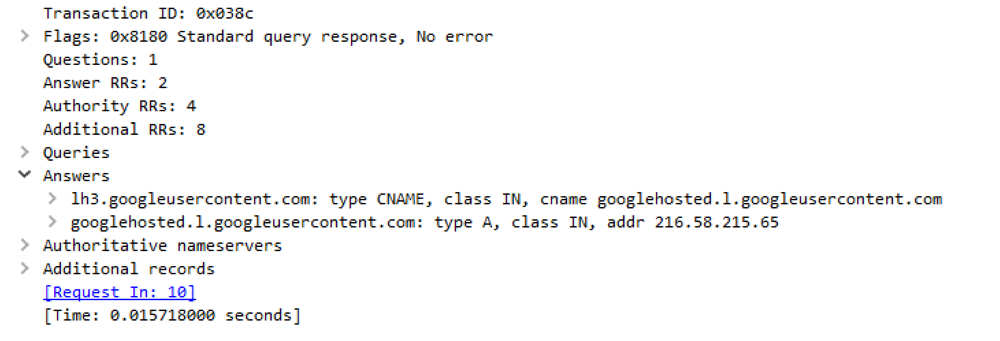 Transaction ID: 0x038c
Flags: 0x8180 Standard query response, No error
Questions: 1
Answer RRs: 2
Authority RRs: 4
Additional RRs: 8
Queries
Answers
lh3.googleusercontent.com: type CNAME, class IN, cname googlehosted.l.googleusercontent.com
googlehosted.l.googleusercontent.com: type A, class IN, addr 216.58.215.65
Authoritative nameservers
Additional records
[Request In: 10]
[Time: 0.015718000 seconds]